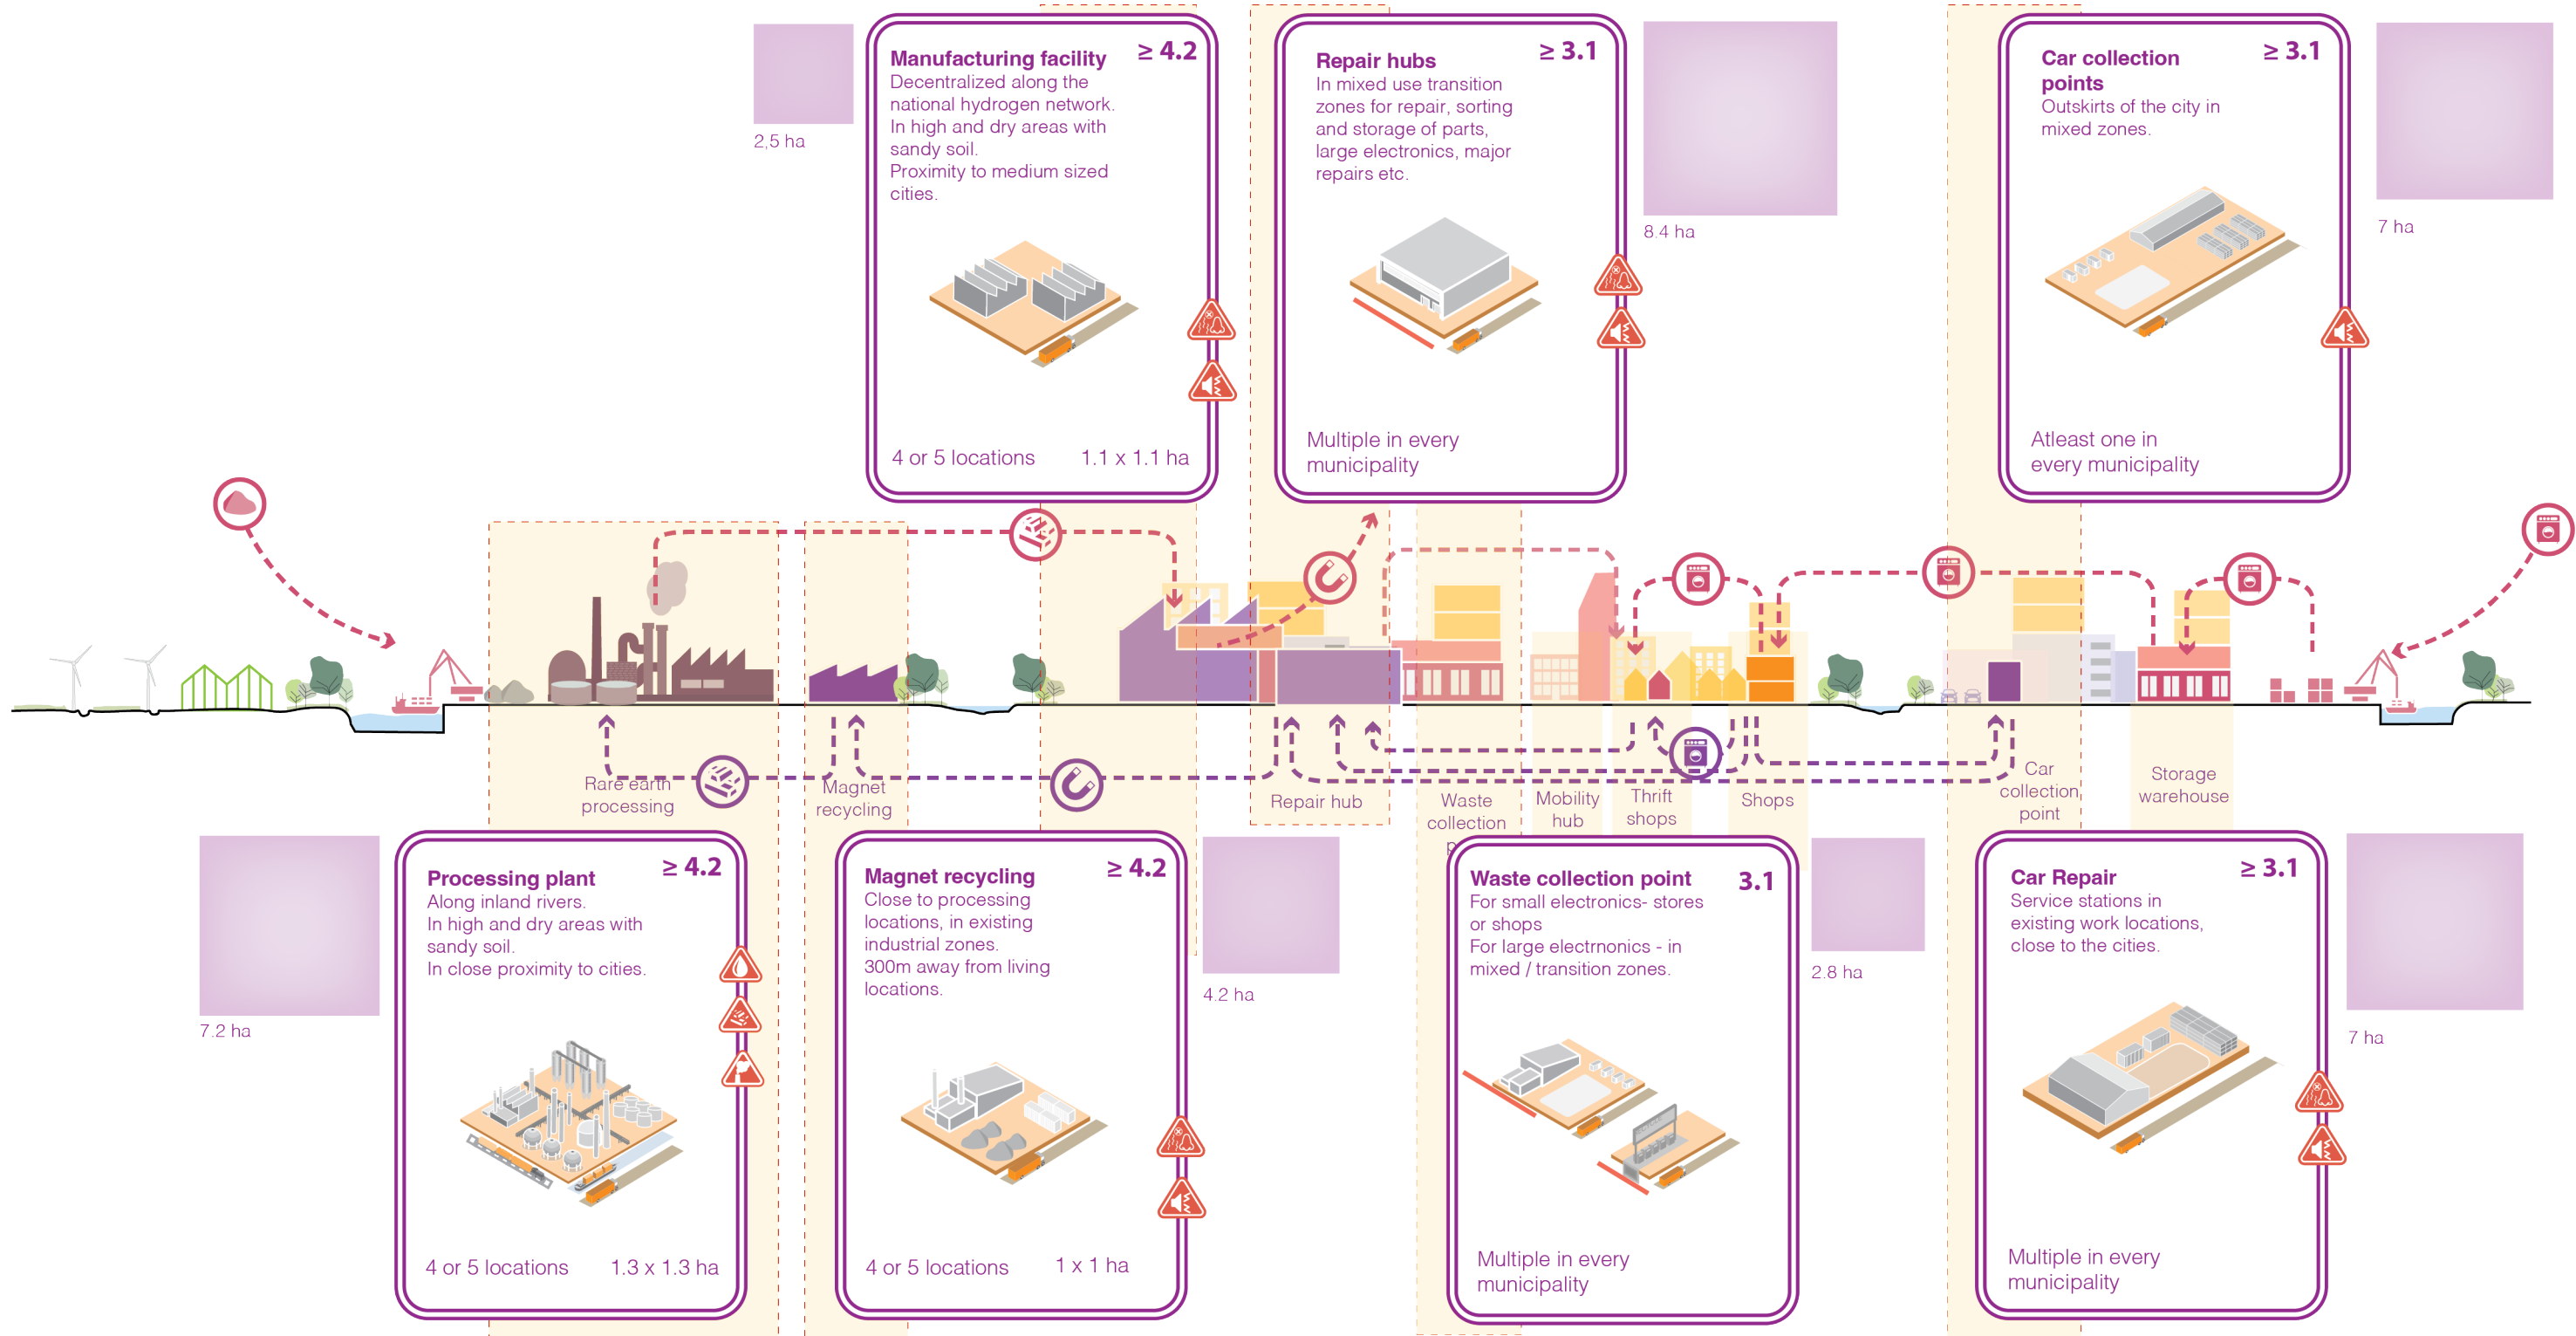 2,5 ha
Manufacturing facility
≥ 4.2
Decentralized along the
national hydrogen network.
In high and dry areas with
sandy soil.
Proximity to medium sized
cities.
4 or 5 locations
1.1 x 1.1 ha
Repair hubs
≥ 3.1
In mixed use transition
zones for repair, sorting
and storage of parts,
large electronics, major
repairs etc.
Multiple in every
municipality
8.4 ha
Car collection
points
≥ 3.1
Outskirts of the city in
mixed zones.
Atleast one in
every municipality
7 ha
Rare earth
processing
Magnet
recycling
Repair hub
Waste
collection
Mobility
hub
Thrift
shops
Shops
Car
collection
point
Storage
warehouse
7.2 ha
Processing plant
≥ 4.2
Along inland rivers.
In high and dry areas with
sandy soil.
In close proximity to cities.
4 or 5 locations
1.3 x 1.3 ha
Magnet recycling
≥ 4.2
Close to processing
locations, in existing
industrial zones.
300m away from living
locations.
4 or 5 locations
1 x 1 ha
4.2 ha
Waste collection point
3.1
For small electronics- stores
or shops
For large electrnonics - in
mixed / transition zones.
Multiple in every
municipality
2.8 ha
Car Repair
≥ 3.1
Service stations in
existing work locations,
close to the cities.
Multiple in every
municipality
7 ha